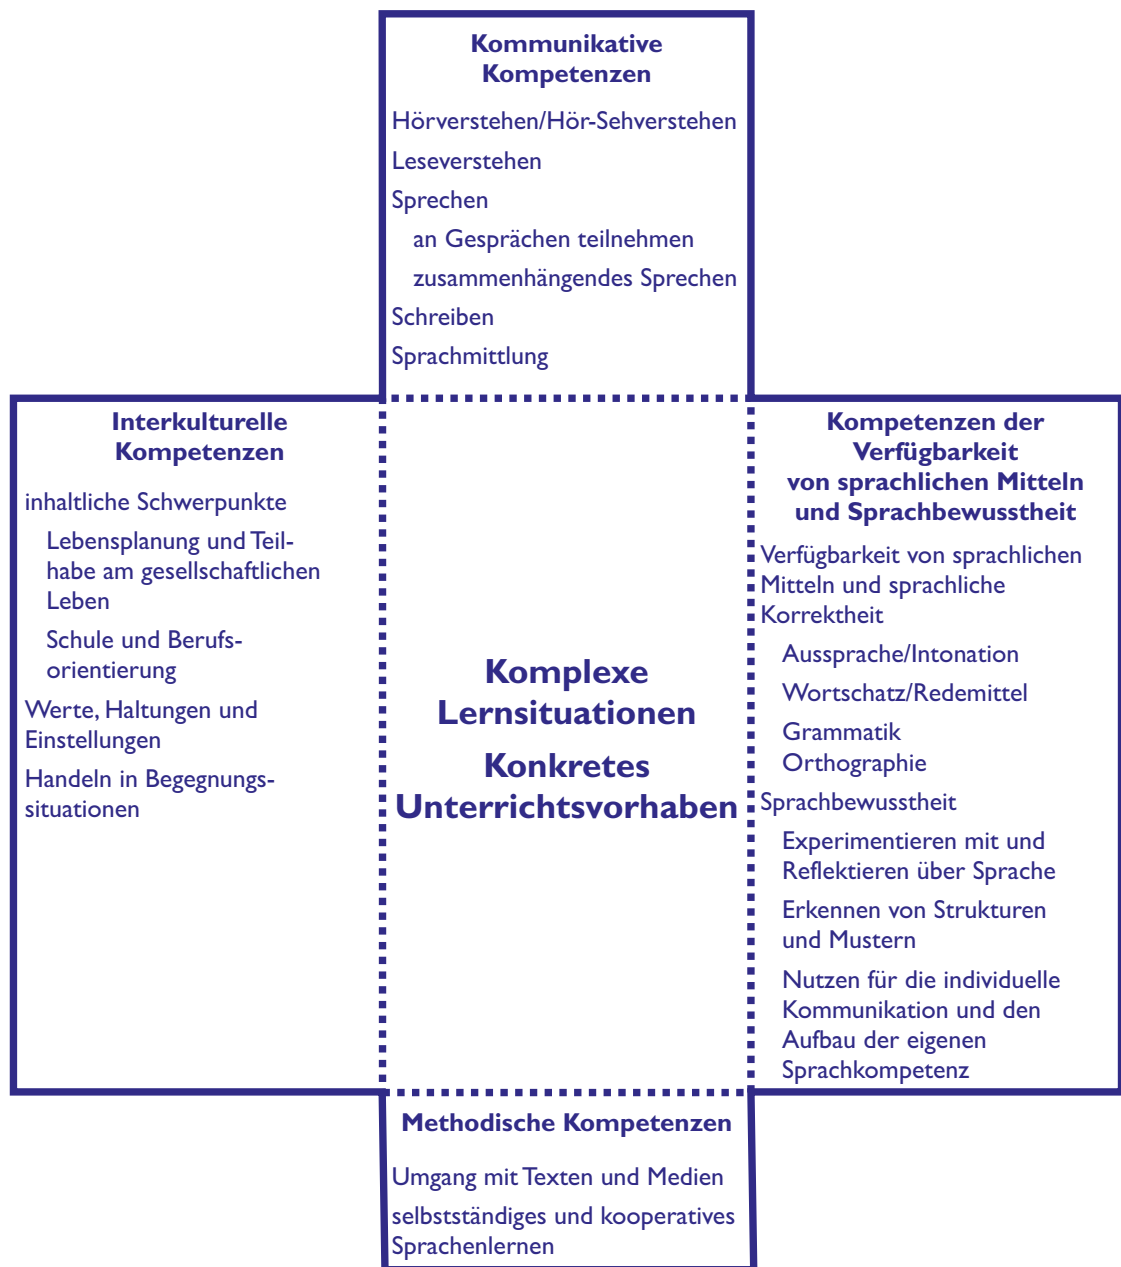 Kommunikative
Kompetenzen
Hörverstehen/Hör-Sehverstehen
Leseverstehen
Sprechen
an Gesprächen teilnehmen
zusammenhängendes Sprechen
Schreiben
Sprachmittlung
Interkulturelle
Kompetenzen
inhaltliche Schwerpunkte
Lebensplanung und Teil-
habe am gesellschaftlichen
Leben
Schule und Berufs-
orientierung
Werte, Haltungen und
Einstellungen
Handeln in Begegnungs-
situationen
Komplexe
Lernsituationen
Konkretes
Unterrichtsvorhaben
Kompetenzen der
Verfügbarkeit
von sprachlichen Mitteln
und Sprachbewusstheit
Verfügbarkeit von sprachlichen
Mitteln und sprachliche
Korrektheit
Aussprache/Intonation
Wortschatz/Redemittel
Grammatik
Orthographie
Sprachbewusstheit
Experimentieren mit und
Reflektieren über Sprache
Erkennen von Strukturen
und Mustern
Nutzen für die individuelle
Kommunikation und den
Aufbau der eigenen
Sprachkompetenz
Methodische Kompetenzen
Umgang mit Texten und Medien
selbstständiges und kooperatives
Sprachenlernen